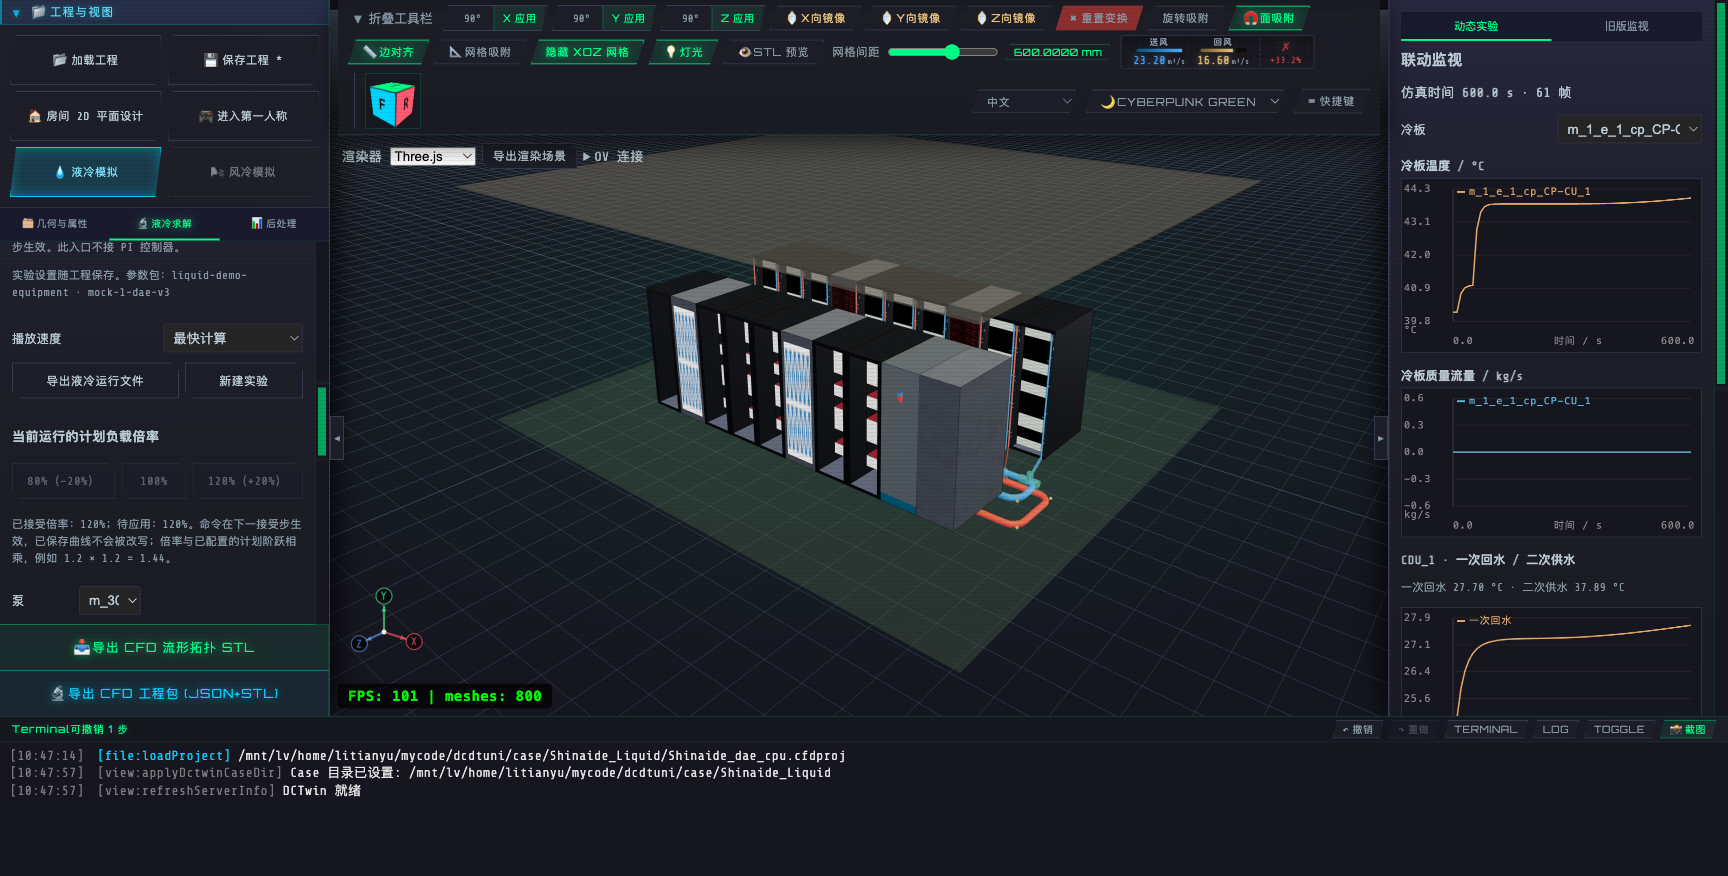 ▼ 工程与视图
加载工程
保存工程 *
房间 2D 平面设计
进入第一人称
液冷模拟
风冷模拟
几何与属性
液冷求解
后处理
步生效。此入口不接 PI 控制器。
实验设置随工程保存。参数包: liquid-demo-
equipment · mock-1-dae-v3
播放速度
最快计算
导出液冷运行文件
新建实验
当前运行的计划负载倍率
80% (-20%)
100%
120% (+20%)
已接受倍率: 120%; 待应用: 120%。命令在下一接受步生
效, 已保存曲线不会被改写; 倍率与已配置的计划阶跃相
乘, 例如 1.2 × 1.2 = 1.44。
泵
m_3(
导出 CFD 流形拓扑 STL
导出 CFD 工程包 (JSON+STL)
▼ 折叠工具栏
90°
X 应用
90°
Y 应用
90°
Z 应用
X向镜像
Y向镜像
Z向镜像
✖ 重置变换
旋转吸附
面吸附
边对齐
网格吸附
隐藏 XOZ 网格
灯光
STL 预览
网格间距
600.0000 mm
送风
23.20 m³/s
回风
16.60 m³/s
✗
+33.2%
F
R
中文
CYBERPUNK GREEN
快捷键
渲染器
Three.js
导出渲染场景
▶OV 连接
◀
▶
Y
Z
X
FPS: 101 | meshes: 800
动态实验
旧版监视
联动监视
仿真时间 600.0 s · 61 帧
冷板
m_1_e_1_cp_CP-C
冷板温度 / °C
m_1_e_1_cp_CP-CU_1
44.3
43.1
42.0
40.9
39.8
°C
0.0
时间 / s
600.0
冷板质量流量 / kg/s
m_1_e_1_cp_CP-CU_1
0.6
0.3
0.0
-0.3
-0.6
kg/s
0.0
时间 / s
600.0
CDU_1 · 一次回水 / 二次供水
一次回水 27.70 °C · 二次供水 37.89 °C
一次回水
27.9
27.1
26.4
25.6
Terminal可撤销 1 步
↶ 撤销
↷ 重做
TERMINAL
LOG
TOGGLE
截图
[10:47:14] [file:loadProject] /mnt/lv/home/litianyu/mycode/dcdtuni/case/Shinaide_Liquid/Shinaide_dae_cpu.cfdproj
[10:47:57] [view:applyDctwinCaseDir] Case 目录已设置: /mnt/lv/home/litianyu/mycode/dcdtuni/case/Shinaide_Liquid
[10:47:57] [view:refreshServerInfo] DCTwin 就绪